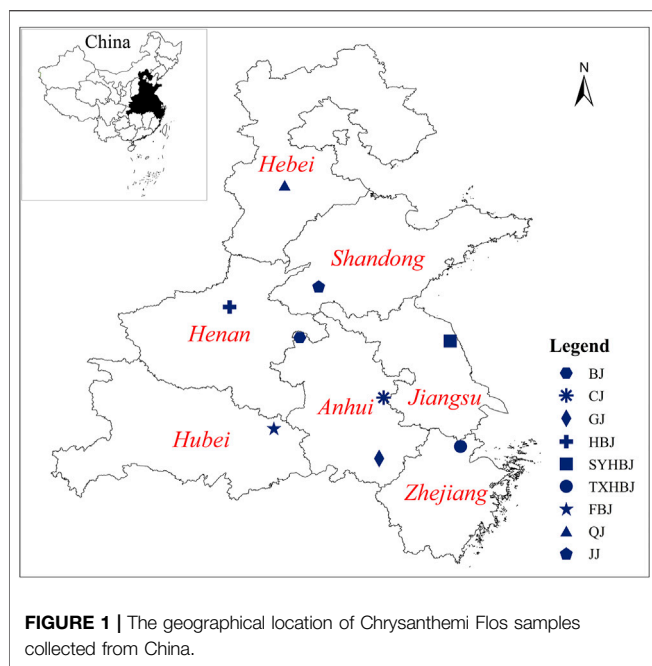 China
N
Hebei
Shandong
Henan
Anhui
Jiangsu
Hubei
Zhejiang
Legend
BJ
CJ
GJ
HBJ
SYHBJ
TXHBJ
FBJ
QJ
JJ
FIGURE 1 | The geographical location of Chrysanthemi Flos samples
collected from China.